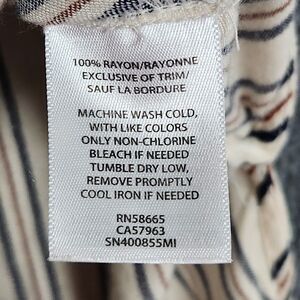 100% RAYON/RAYONNE
EXCLUSIVE OF TRIM/
SAUF LA BORDURE
MACHINE WASH COLD,
WITH LIKE COLORS
ONLY NON-CHLORINE
BLEACH IF NEEDED
TUMBLE DRY LOW,
REMOVE PROMPTLY
COOL IRON IF NEEDED
RN58665
CA57963
SN400855MI